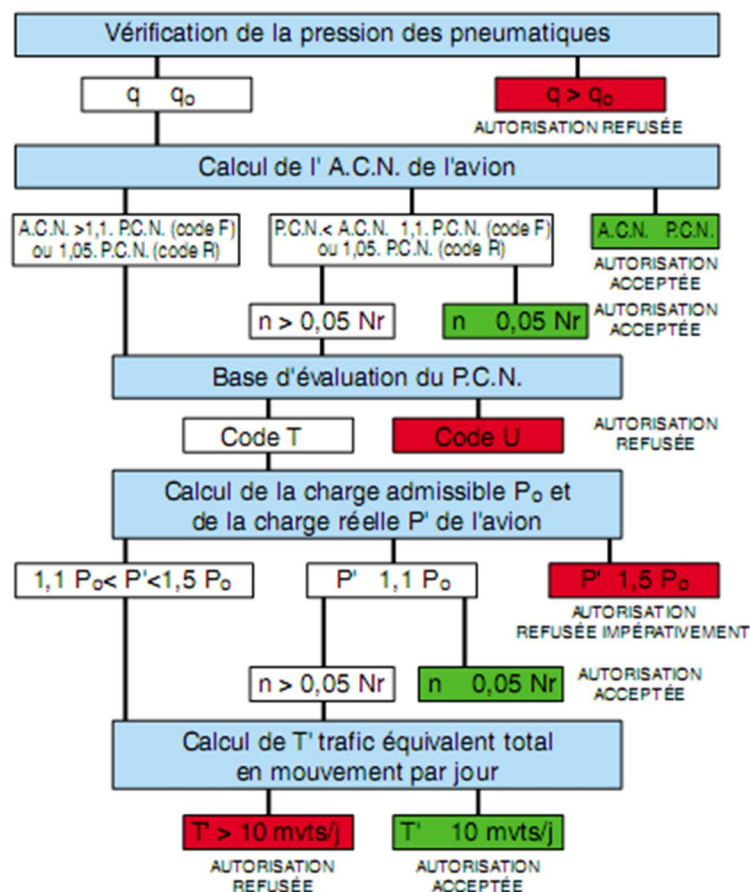 Vérification de la pression des pneumatiques
q qo
q > qo
AUTORISATION REFUSÉE
Calcul de l' A.C.N. de l'avion
A.C.N. >1,1. P.C.N. (code F)
ou 1,05. P.C.N. (code R)
P.C.N.< A.C.N. 1,1. P.C.N. (code F)
ou 1,05. P.C.N. (code R)
A.C.N. P.C.N.
AUTORISATION
ACCEPTÉE
n > 0,05 Nr
n 0,05 Nr
AUTORISATION
ACCEPTÉE
Base d'évaluation du P.C.N.
Code T
Code U
AUTORISATION
REFUSÉE
Calcul de la charge admissible Po et
de la charge réelle P' de l'avion
1,1 Po< P'<1,5 Po
P' 1,1 Po
P' 1,5 Po
AUTORISATION
REFUSÉE IMPÉRATIVEMENT
n > 0,05 Nr
n 0,05 Nr
AUTORISATION
ACCEPTÉE
Calcul de T' trafic équivalent total
en mouvement par jour
T' > 10 mvts/j
T' 10 mvts/j
AUTORISATION
REFUSÉE
AUTORISATION
ACCEPTÉE